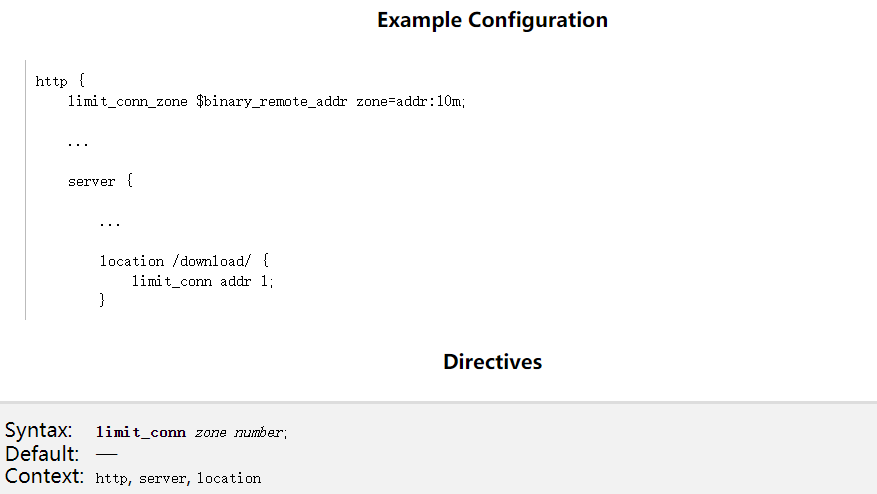 Example Configuration
http {
    limit_conn_zone $binary_remote_addr zone=addr:10m;
    ...
    server {
        ...
        location /download/ {
            limit_conn addr 1;
        }
Directives
Syntax: limit_conn zone number;
Default: —
Context: http, server, location